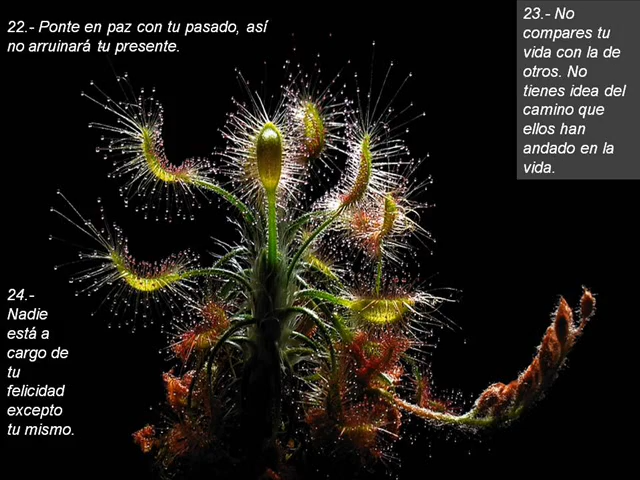 22.- Ponte en paz con tu pasado, así
no arruinará tu presente.
23.- No
compares tu
vida con la de
otros. No
tienes idea del
camino que
ellos han
andado en la
vida.
24.-
Nadie
está a
cargo de
tu
felicidad
excepto
tu mismo.